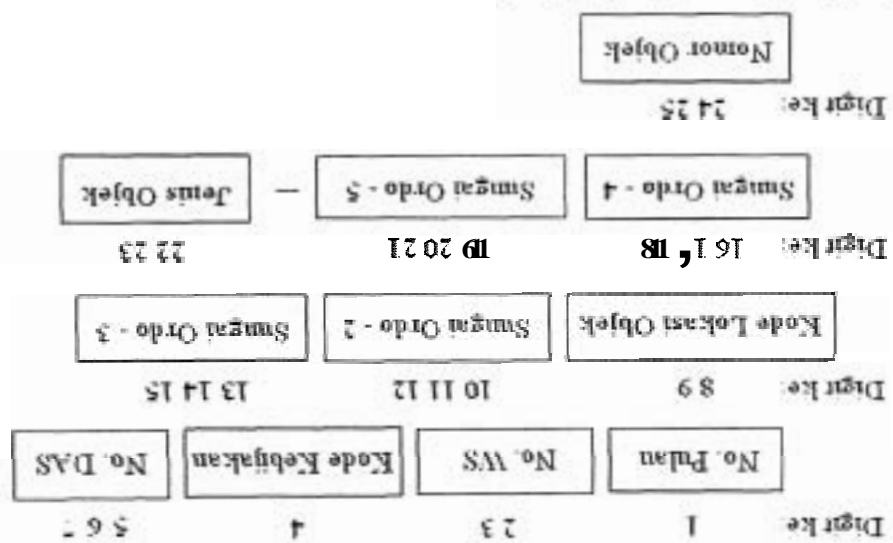 Digit ke: 1 2 3 4 5 6
No. Pulau No. WS Kode Kebijakan No. DAS
Digit ke: 8 9 10 11 12 13 14 15
Kode Lokasi Objek Sungai Ordo - 2 Sungai Ordo - 3
Digit ke: 16 1, 18 19 20 21 22 23
Sungai Ordo - 4 Sungai Ordo - 5 — Jenis Objek
Digit ke: 24 25
Nomor Objek